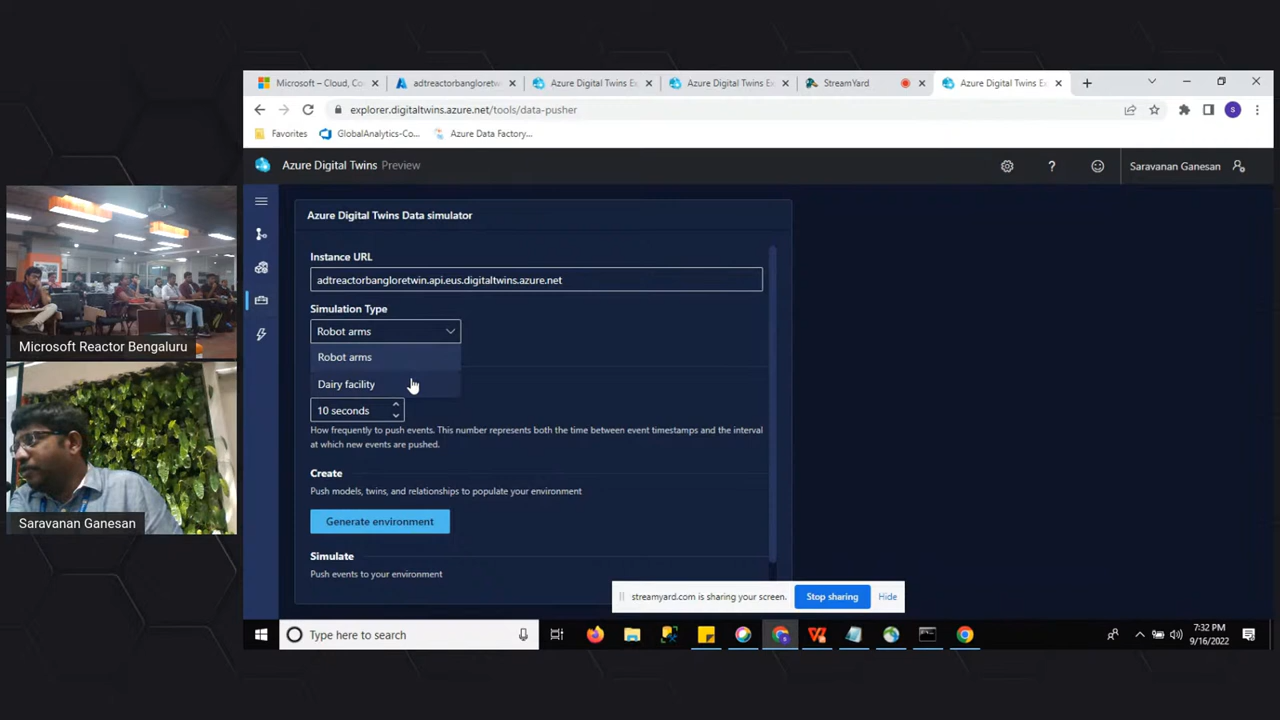 Microsoft – Cloud, Co
adtreactorbangloretw
Azure Digital Twins Ex
Azure Digital Twins Ex
StreamYard
Azure Digital Twins Ex
explorer.digitaltwins.azure.net/tools/data-pusher
S
Favorites
GlobalAnalytics-Co...
Azure Data Factory...
Azure Digital Twins Preview
?
Saravanan Ganesan
Azure Digital Twins Data simulator
Instance URL
adtreactorbangloretwin.api.eus.digitaltwins.azure.net
Simulation Type
Robot arms
Robot arms
Dairy facility
10 seconds
How frequently to push events. This number represents both the time between event timestamps and the interval
at which new events are pushed.
Create
Push models, twins, and relationships to populate your environment
Generate environment
Simulate
Push events to your environment
streamyard.com is sharing your screen.
Stop sharing
Hide
Type here to search
7:32 PM
9/16/2022
Microsoft Reactor Bengaluru
Saravanan Ganesan